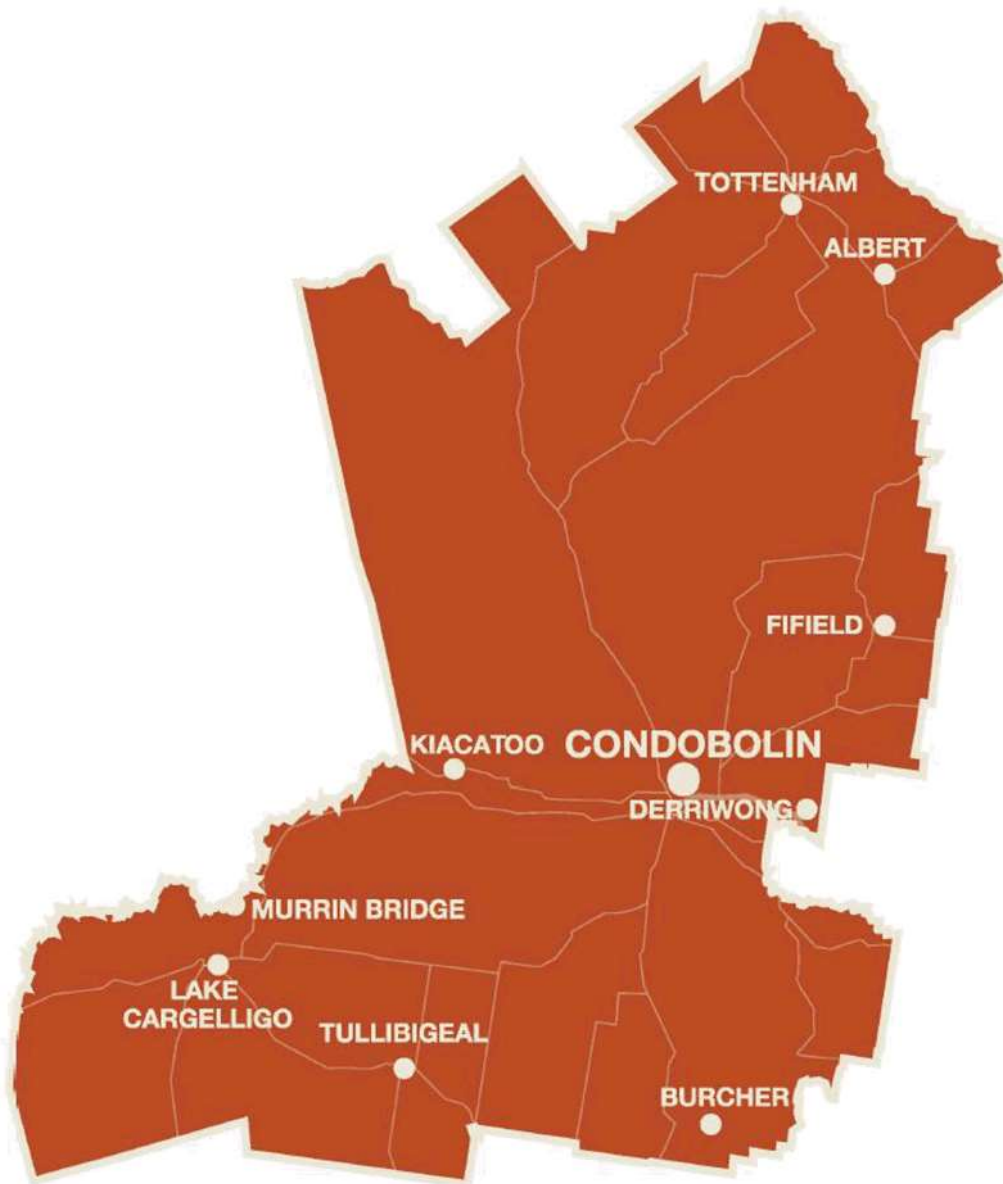 TOTTENHAM
ALBERT
FIFIELD
KIACATOO
CONDOBOLIN
DERRIWONG
MURRIN BRIDGE
LAKE
CARGELLIGO
TULLIBIGEAL
BURCHER